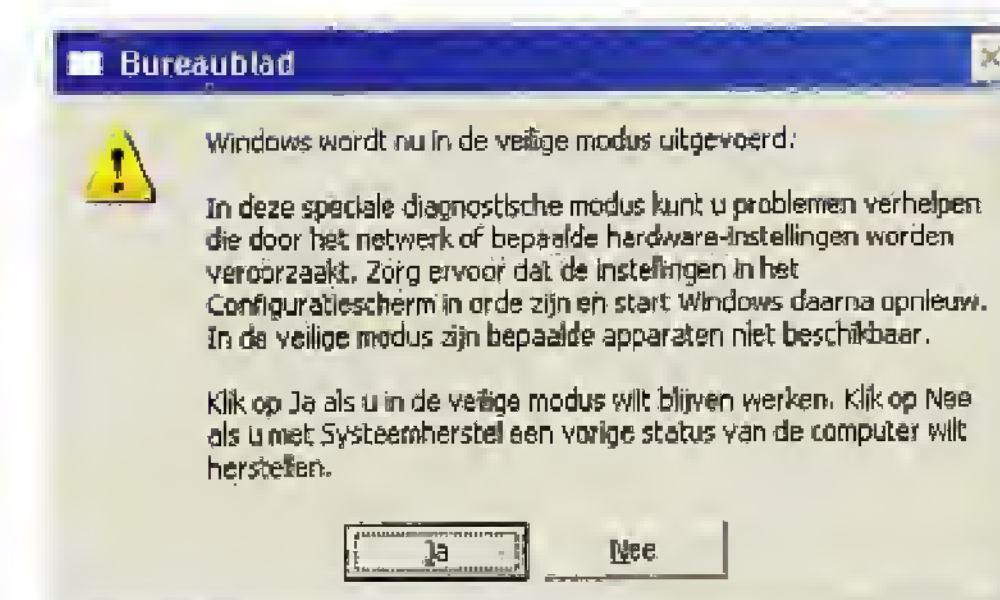 Bureaublad
Windows wordt nu in de veilige modus uitgevoerd.
In deze speciale diagnostische modus kunt u problemen verhelpen
die door het netwerk of bepaalde hardware-instellingen worden
veroorzaakt. Zorg ervoor dat de instellingen in het
Configuratiescherm in orde zijn en start Windows daarna opnieuw.
In de veilige modus zijn bepaalde apparaten niet beschikbaar.
Klik op Ja als u in de veilige modus wilt blijven werken. Klik op Nee
als u met Systeemherstel een vorige status van de computer wilt
herstellen.
Ja
Nee